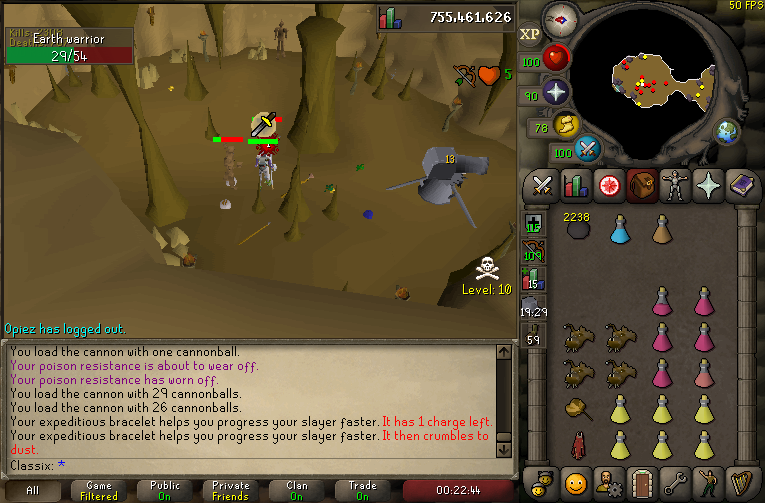 50 FPS
755,461,626
Earth warrior
29/54
5
XP
100
90
78
100
13
Level: 10
2238
115
109
15
19:29
59
Opiez has logged out.
You load the cannon with one cannonball.
Your poison resistance is about to wear off.
Your poison resistance has worn off.
You load the cannon with 29 cannonballs.
You load the cannon with 26 cannonballs.
Your expeditious bracelet helps you progress your slayer faster. It has 1 charge left.
Your expeditious bracelet helps you progress your slayer faster. It then crumbles to
dust.
Classix: *
All
Game
Filtered
Public
On
Private
Friends
Clan
On
Trade
On
00:22:44